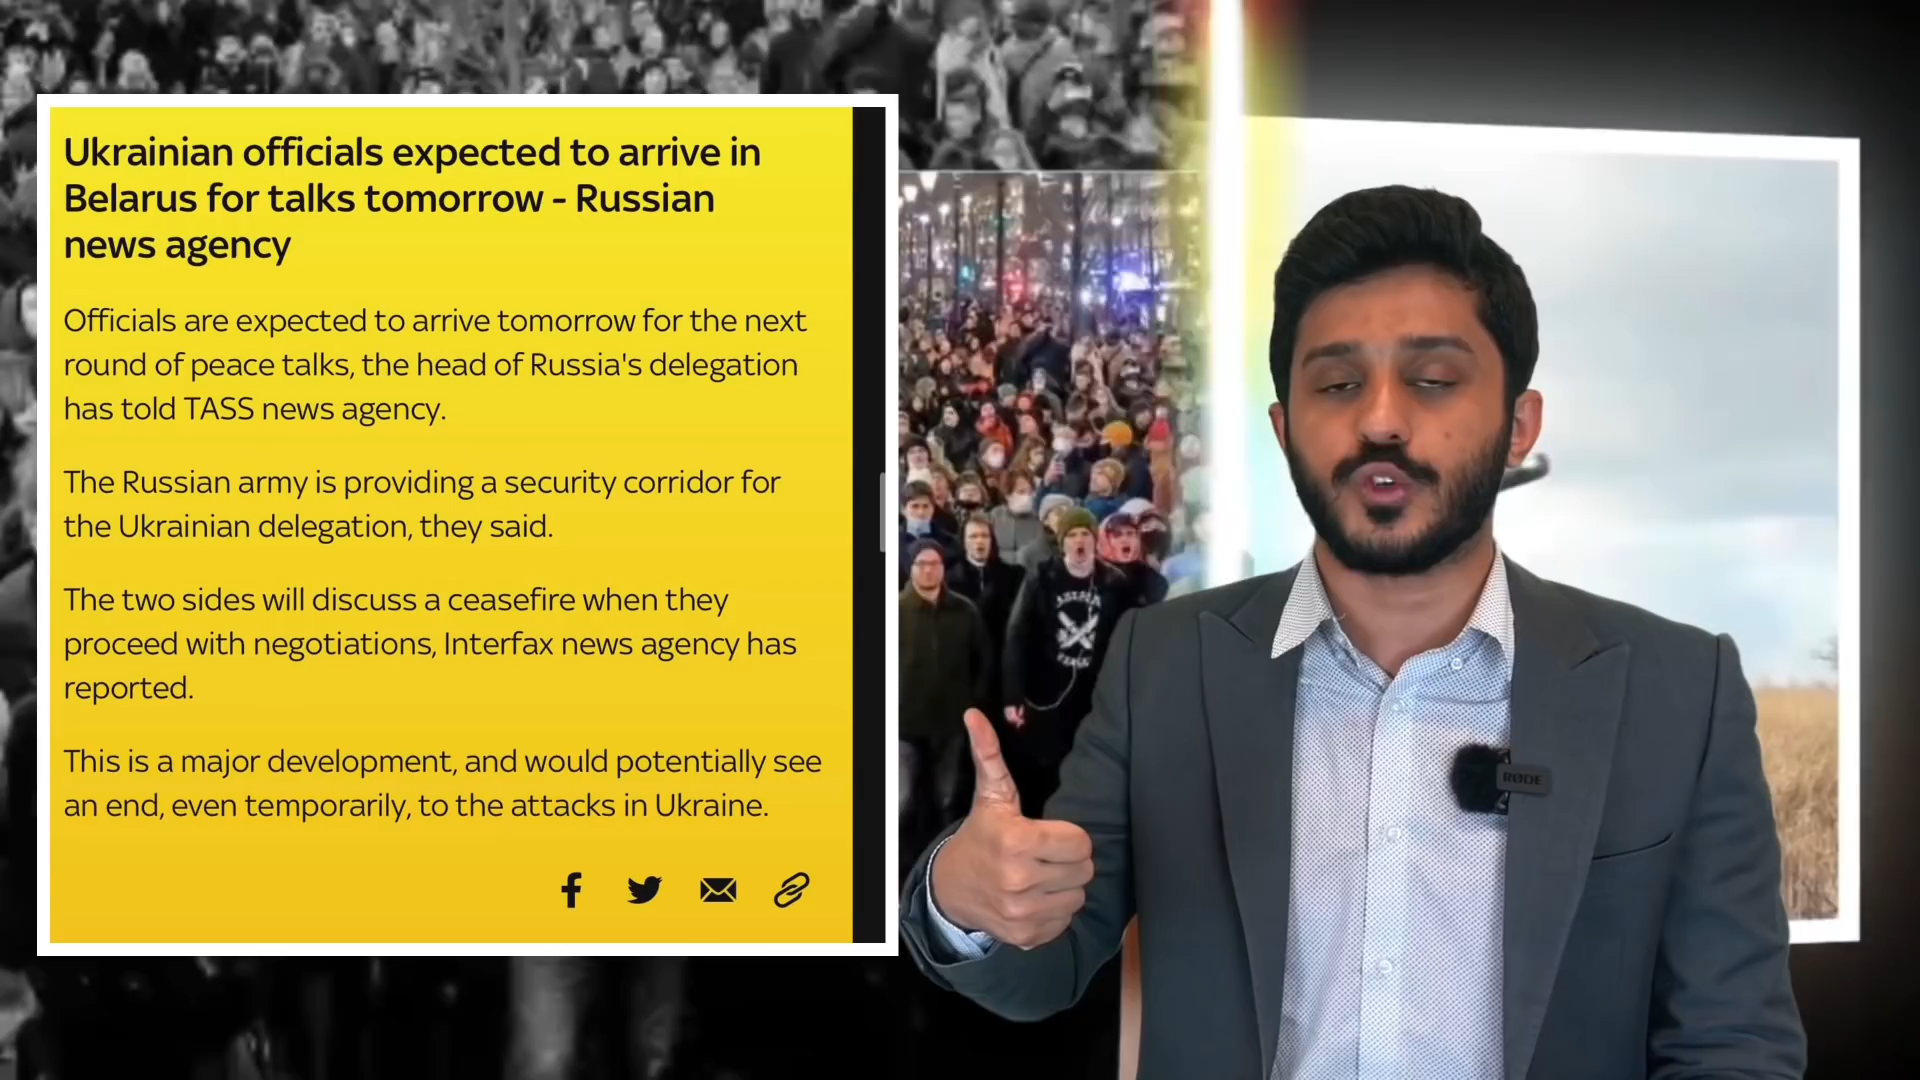 Ukrainian officials expected to arrive in
Belarus for talks tomorrow - Russian
news agency
Officials are expected to arrive tomorrow for the next
round of peace talks, the head of Russia's delegation
has told TASS news agency.
The Russian army is providing a security corridor for
the Ukrainian delegation, they said.
The two sides will discuss a ceasefire when they
proceed with negotiations, Interfax news agency has
reported.
This is a major development, and would potentially see
an end, even temporarily, to the attacks in Ukraine.
RØDE